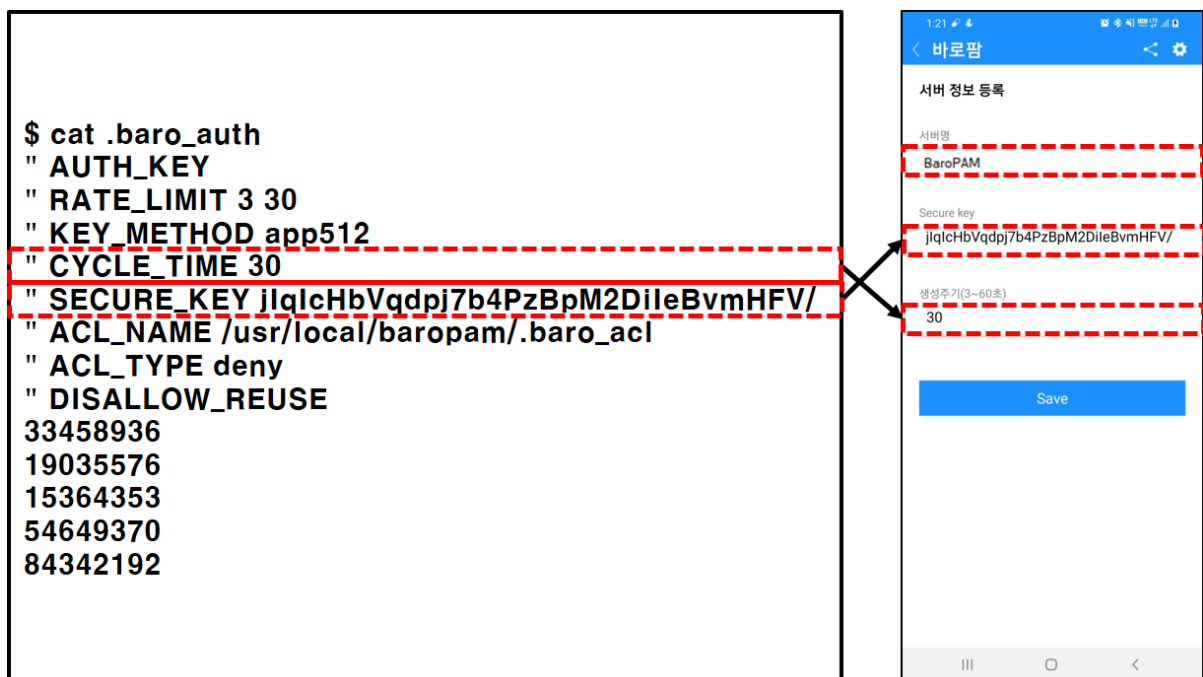 $ cat .baro_auth
" AUTH_KEY
" RATE_LIMIT 3 30
" KEY_METHOD app512
" CYCLE_TIME 30
" SECURE_KEY jIqIcHbVqdpj7b4PzBpM2DiIeBvmHFV/
" ACL_NAME /usr/local/baropam/.baro_acl
" ACL_TYPE deny
" DISALLOW_REUSE
33458936
19035576
15364353
54649370
84342192
1:21
바로팜
서버 정보 등록
서버명
BaroPAM
Secure key
jIqIcHbVqdpj7b4PzBpM2DiIeBvmHFV/
생성주기(3~60초)
30
Save